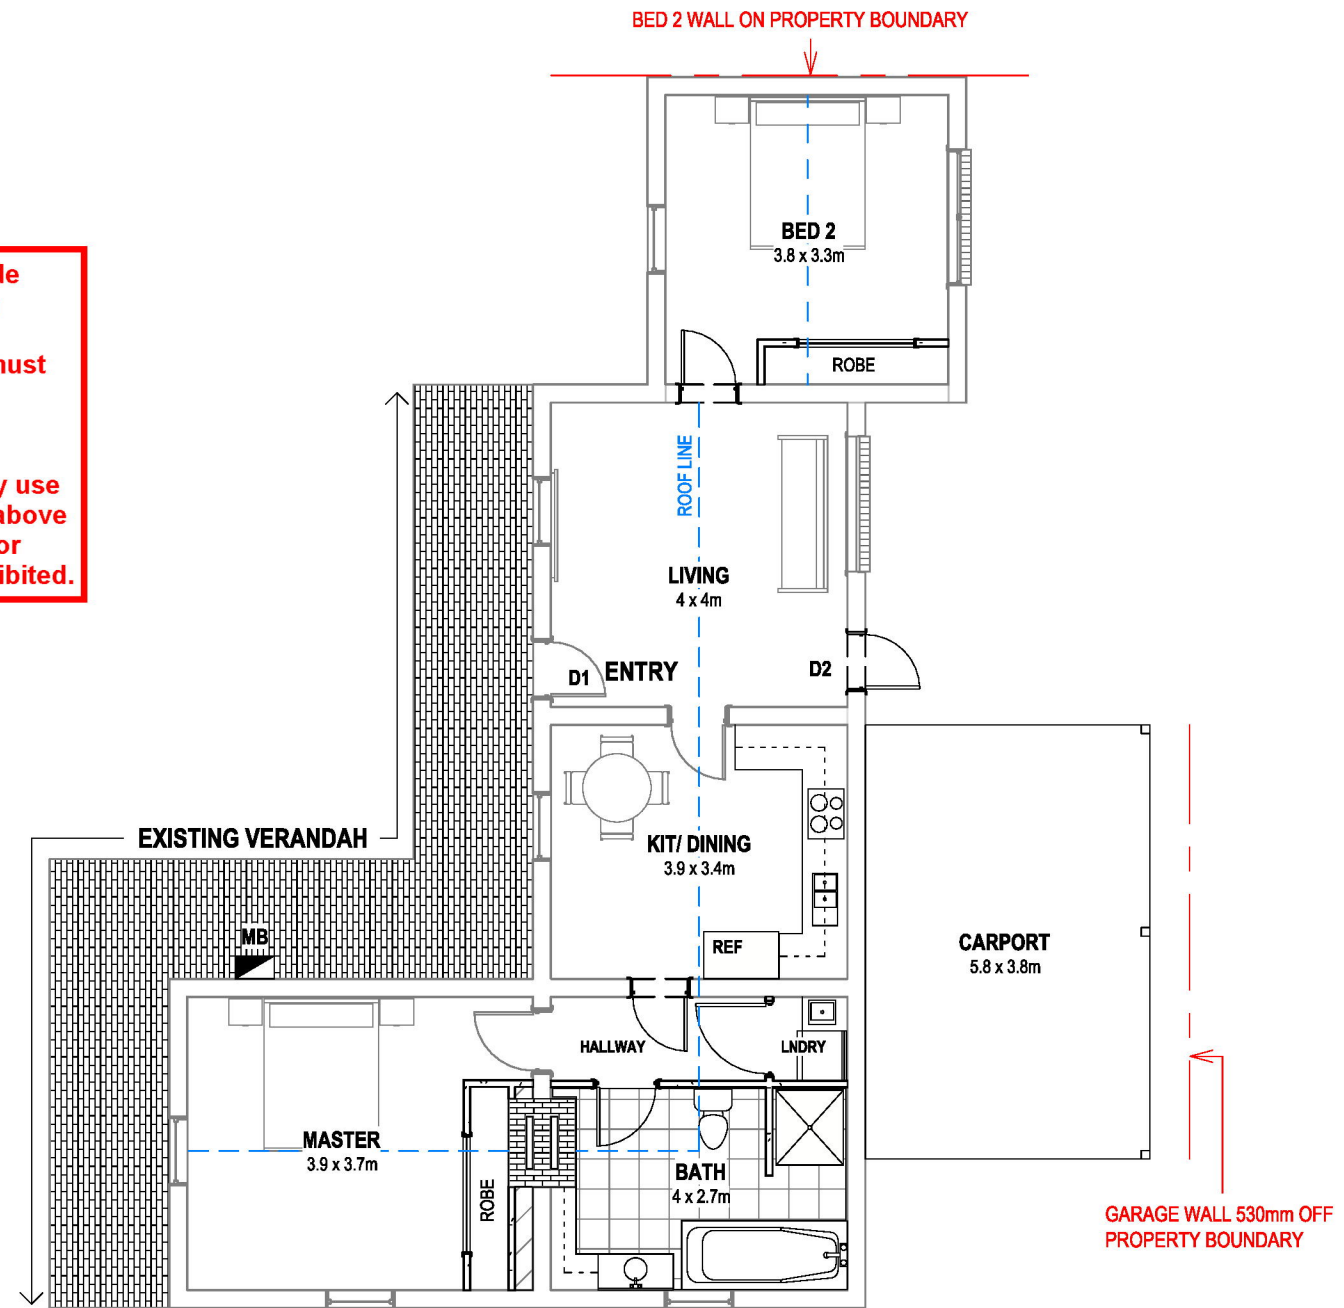 BED 2 WALL ON PROPERTY BOUNDARY
BED 2
3.8 x 3.3m
ROBE
must
use
above
or
ROOF LINE
LIVING
4 x 4m
D1 ENTRY
D2
EXISTING VERANDAH
KIT/ DINING
3.9 x 3.4m
REF
MB
CARPORT
5.8 x 3.8m
HALLWAY
LNDRY
MASTER
3.9 x 3.7m
ROBE
BATH
4 x 2.7m
GARAGE WALL 530mm OFF
PROPERTY BOUNDARY